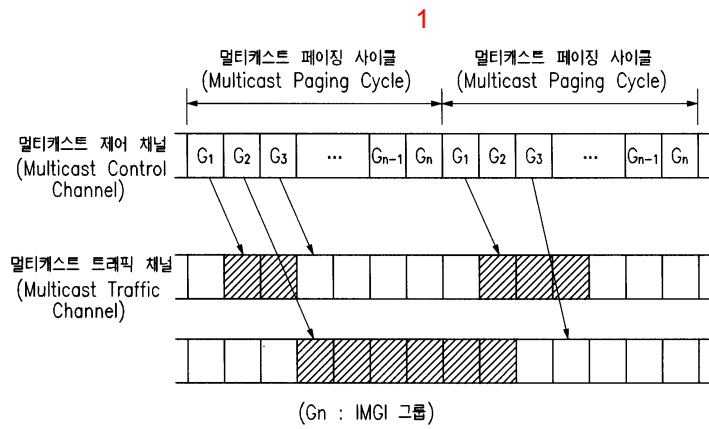 1
멀티캐스트 페이징 사이클
(Multicast Paging Cycle)
멀티캐스트 페이징 사이클
(Multicast Paging Cycle)
멀티캐스트 제어 채널
(Multicast Control
Channel)
G1 G2 G3 ... Gn-1 Gn G1 G2 G3 ... Gn-1 Gn
멀티캐스트 트래픽 채널
(Multicast Traffic
Channel)
(Gn : IMGI 그룹)